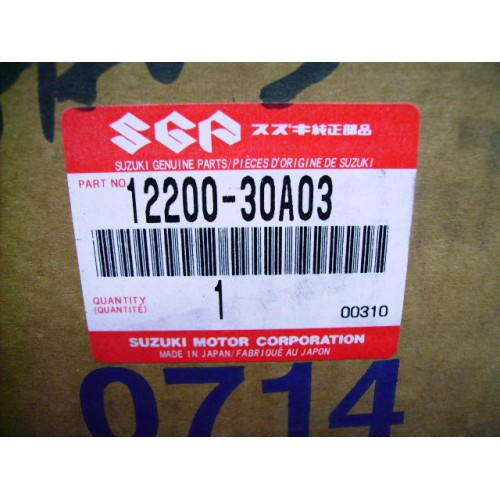 SGP スズキ純正部品
SUZUKI GENUINE PARTS/PIÈCES D'ORIGINE DE SUZUKI
PART NO. 12200-30A03
QUANTITY 1
(QUANTITÉ) 00310
SUZUKI MOTOR CORPORATION
MADE IN JAPAN/FABRIQUÉ AU JAPON
0714